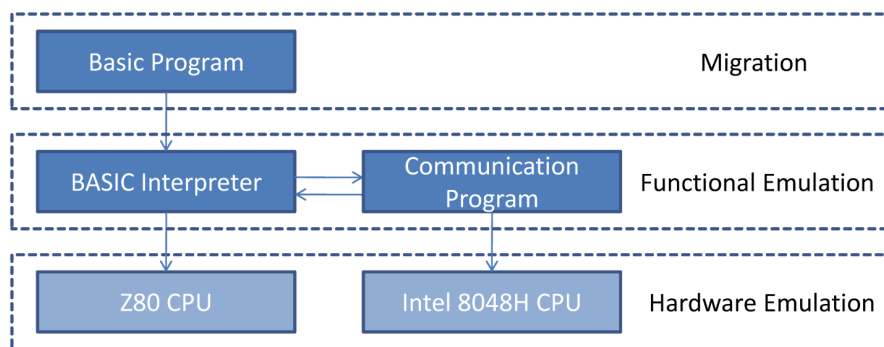 Basic Program
Migration
BASIC Interpreter
Communication
Program
Functional Emulation
Z80 CPU
Intel 8048H CPU
Hardware Emulation